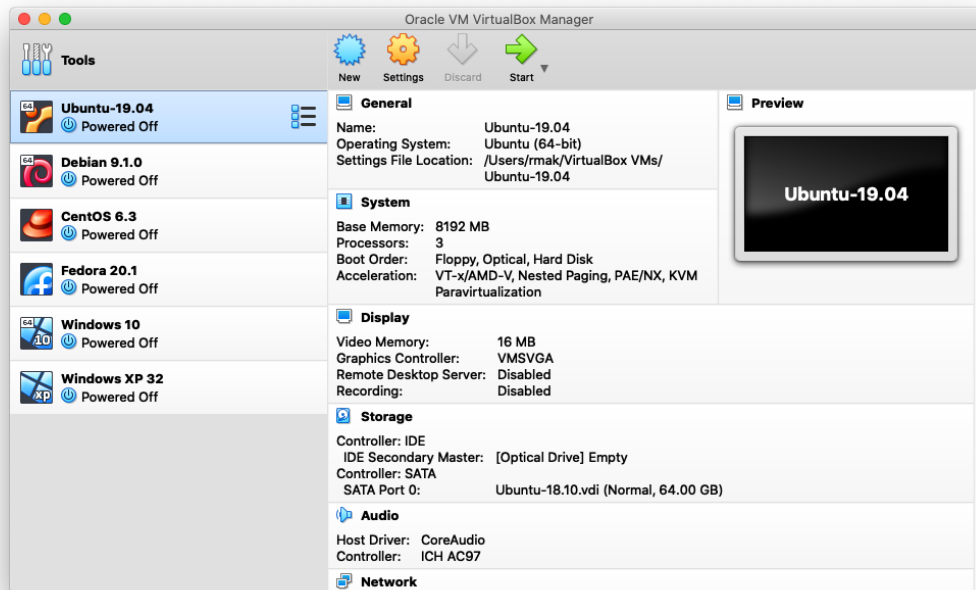 Oracle VM VirtualBox Manager
Tools
New Settings Discard Start
64
Ubuntu-19.04
Powered Off
64
Debian 9.1.0
Powered Off
CentOS 6.3
Powered Off
Fedora 20.1
Powered Off
64
10
Windows 10
Powered Off
xp
Windows XP 32
Powered Off
General
Name: Ubuntu-19.04
Operating System: Ubuntu (64-bit)
Settings File Location: /Users/rmak/VirtualBox VMs/
Ubuntu-19.04
Preview
Ubuntu-19.04
System
Base Memory: 8192 MB
Processors: 3
Boot Order: Floppy, Optical, Hard Disk
Acceleration: VT-x/AMD-V, Nested Paging, PAE/NX, KVM
Paravirtualization
Display
Video Memory: 16 MB
Graphics Controller: VMSVGA
Remote Desktop Server: Disabled
Recording: Disabled
Storage
Controller: IDE
IDE Secondary Master: [Optical Drive] Empty
Controller: SATA
SATA Port 0: Ubuntu-18.10.vdi (Normal, 64.00 GB)
Audio
Host Driver: CoreAudio
Controller: ICH AC97
Network